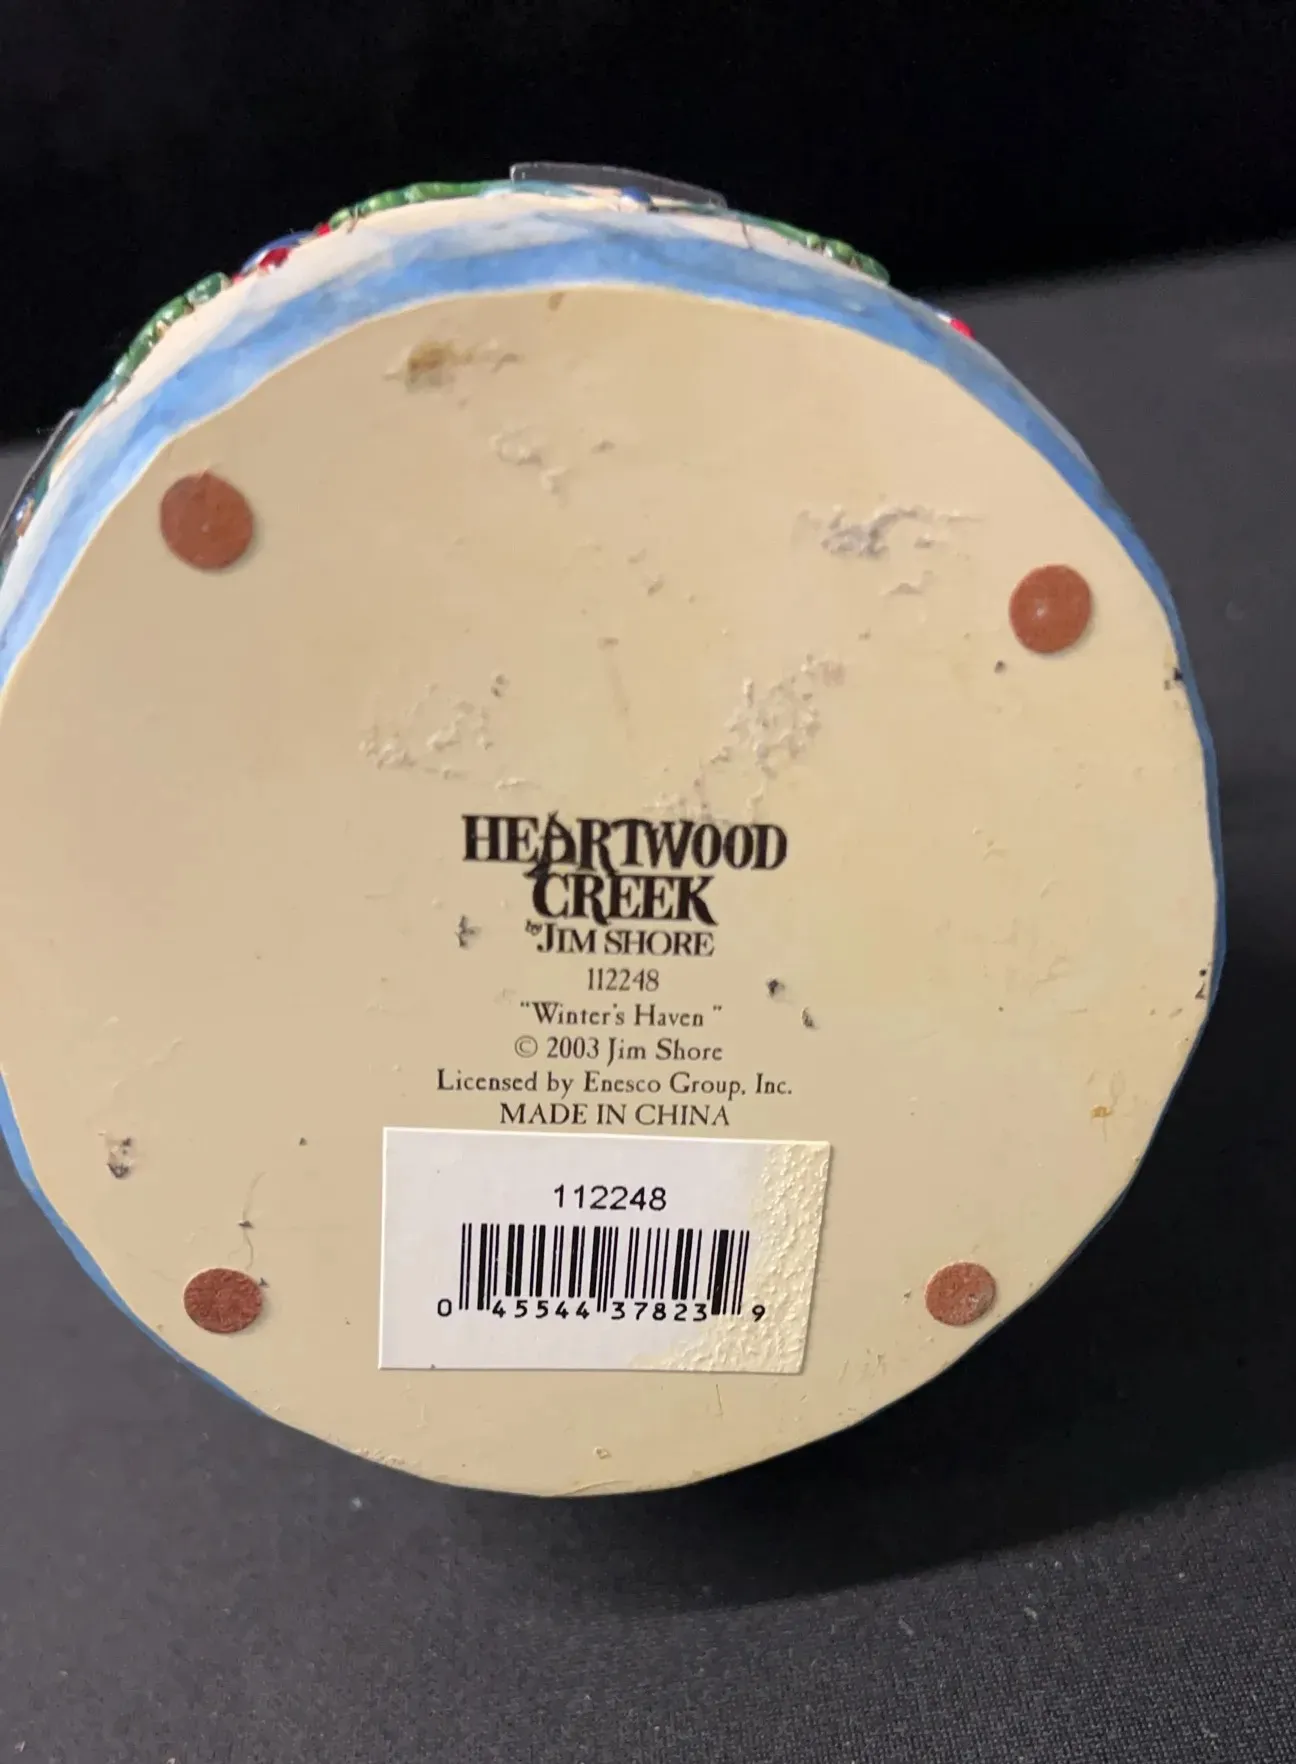 HEARTWOOD
CREEK
by JIM SHORE
112248
"Winter's Haven"
© 2003 Jim Shore
Licensed by Enesco Group, Inc.
MADE IN CHINA
112248
0 45544 37823 9